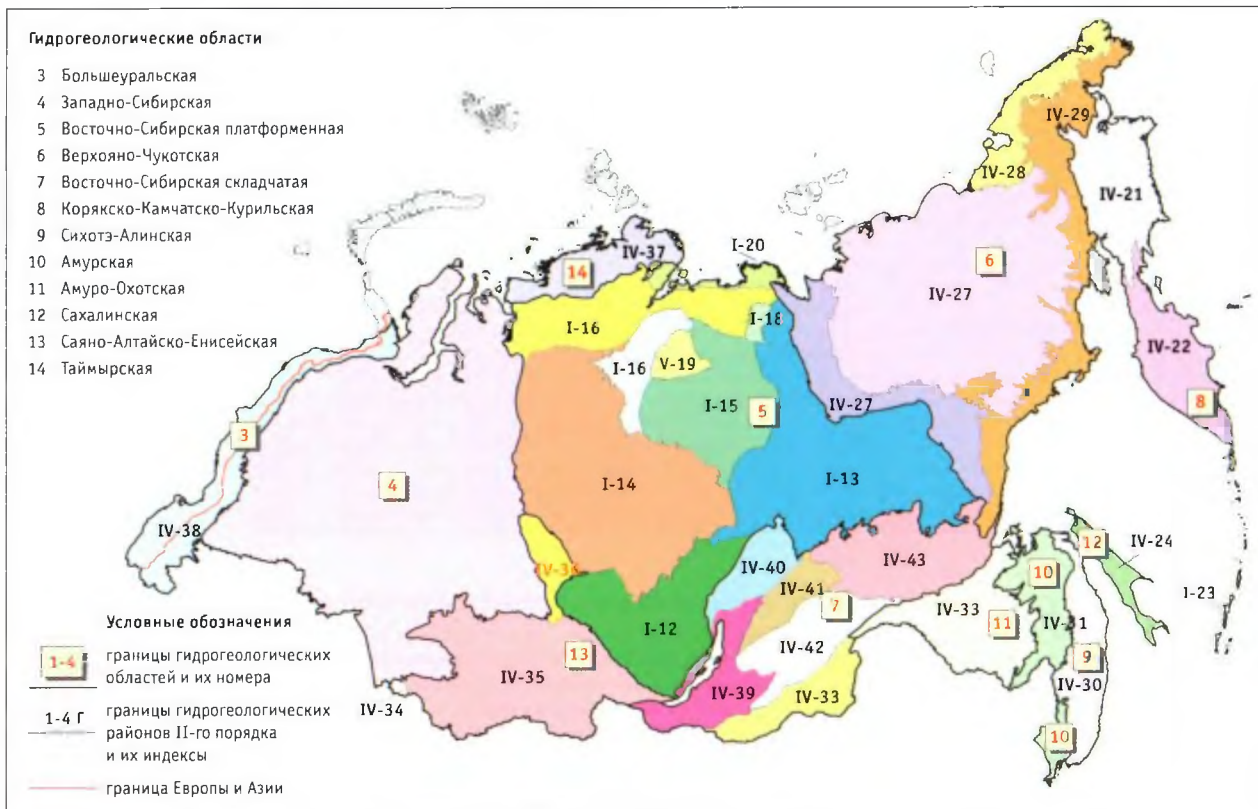 Гидрогеологические области
3 Большеуральская
4 Западно-Сибирская
5 Восточно-Сибирская платформенная
6 Верхояно-Чукотская
7 Восточно-Сибирская складчатая
8 Корякско-Камчатско-Курильская
9 Сихотэ-Алинская
10 Амурская
11 Амуро-Охотская
12 Сахалинская
13 Саяно-Алтайско-Енисейская
14 Таймырская
IV-29
IV-28
IV-21
I-20
IV-37
14
6
IV-27
I-16
I-18
IV-22
I-16
V-19
8
I-15
5
IV-27
3
4
I-14
I-13
IV-38
12
IV-24
IV-36
IV-40
IV-43
10
IV-41
7
I-23
I-12
IV-33
11
IV-31
13
IV-42
9
IV-35
IV-39
IV-33
IV-30
IV-34
10
Условные обозначения
1-4 границы гидрогеологических
областей и их номера
1-4 Г границы гидрогеологических
районов II-го порядка
и их индексы
граница Европы и Азии